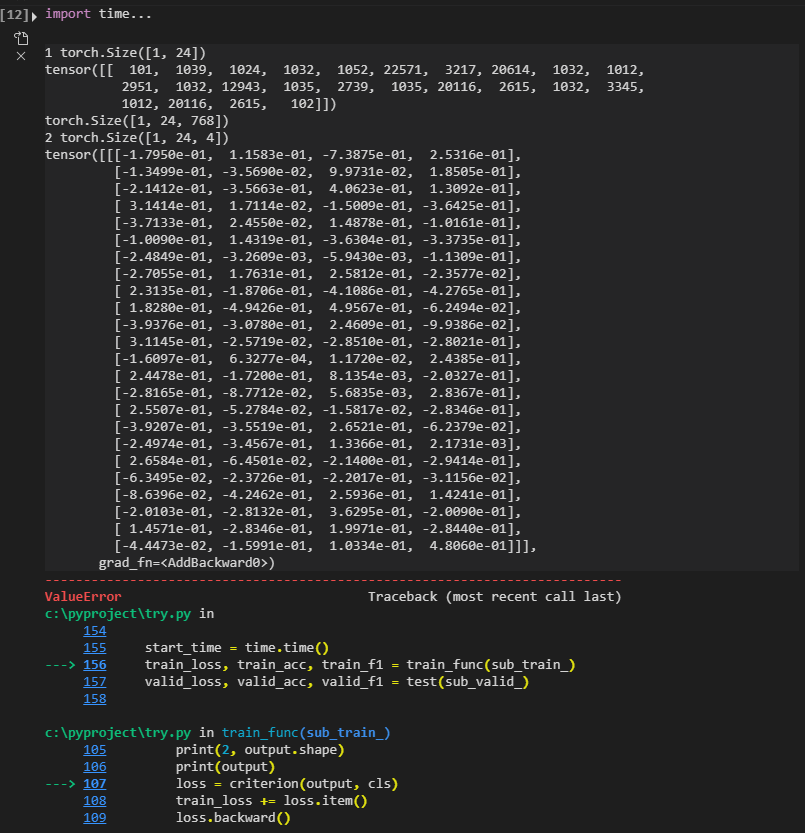 [12] import time...
1 torch.Size([1, 24])
tensor([[  101,  1039,  1024,  1032,  1052, 22571,  3217, 20614,  1032,  1012,
          2951,  1032, 12943,  1035,  2739,  1035, 20116,  2615,  1032,  3345,
          1012, 20116,  2615,   102]])
torch.Size([1, 24, 768])
2 torch.Size([1, 24, 4])
tensor([[[-1.7950e-01,  1.1583e-01, -7.3875e-01,  2.5316e-01],
         [-1.3499e-01, -3.5690e-02,  9.9731e-02,  1.8505e-01],
         [-2.1412e-01, -3.5663e-01,  4.0623e-01,  1.3092e-01],
         [ 3.1414e-01,  1.7114e-02, -1.5009e-01, -3.6425e-01],
         [-3.7133e-01,  2.4550e-02,  1.4878e-01, -1.0161e-01],
         [-1.0090e-01,  1.4319e-01, -3.6304e-01, -3.3735e-01],
         [-2.4849e-01, -3.2609e-03, -5.9430e-03, -1.1309e-01],
         [-2.7055e-01,  1.7631e-01,  2.5812e-01, -2.3577e-02],
         [ 2.3135e-01, -1.8706e-01, -4.1086e-01, -4.2765e-01],
         [ 1.8280e-01, -4.9426e-01,  4.9567e-01, -6.2494e-02],
         [-3.9376e-01, -3.0780e-01,  2.4609e-01, -9.9386e-02],
         [ 3.1145e-01, -2.5719e-02, -2.8510e-01, -2.8021e-01],
         [-1.6097e-01,  6.3277e-04,  1.1720e-02,  2.4385e-01],
         [ 2.4478e-01, -1.7200e-01,  8.1354e-03, -2.0327e-01],
         [-2.8165e-01, -8.7712e-02,  5.6835e-03,  2.8367e-01],
         [ 2.5507e-01, -5.2784e-02, -1.5817e-02, -2.8346e-01],
         [-3.9207e-01, -3.5519e-01,  2.6521e-01, -6.2379e-02],
         [-2.4974e-01, -3.4567e-01,  1.3366e-01,  2.1731e-03],
         [ 2.6584e-01, -6.4501e-02, -2.1400e-01, -2.9414e-01],
         [-6.3495e-02, -2.3726e-01, -2.2017e-01, -3.1156e-02],
         [-8.6396e-02, -4.2462e-01,  2.5936e-01,  1.4241e-01],
         [-2.0103e-01, -2.8132e-01,  3.6295e-01, -2.0090e-01],
         [ 1.4571e-01, -2.8346e-01,  1.9971e-01, -2.8440e-01],
         [-4.4473e-02, -1.5991e-01,  1.0334e-01,  4.8060e-01]]],
       grad_fn=<AddBackward0>)
---------------------------------------------------------------------------
ValueError                                Traceback (most recent call last)
c:\pyproject\try.py in
     154
     155     start_time = time.time()
---> 156     train_loss, train_acc, train_f1 = train_func(sub_train_)
     157     valid_loss, valid_acc, valid_f1 = test(sub_valid_)
     158
c:\pyproject\try.py in train_func(sub_train_)
     105         print(2, output.shape)
     106         print(output)
---> 107         loss = criterion(output, cls)
     108         train_loss += loss.item()
     109         loss.backward()